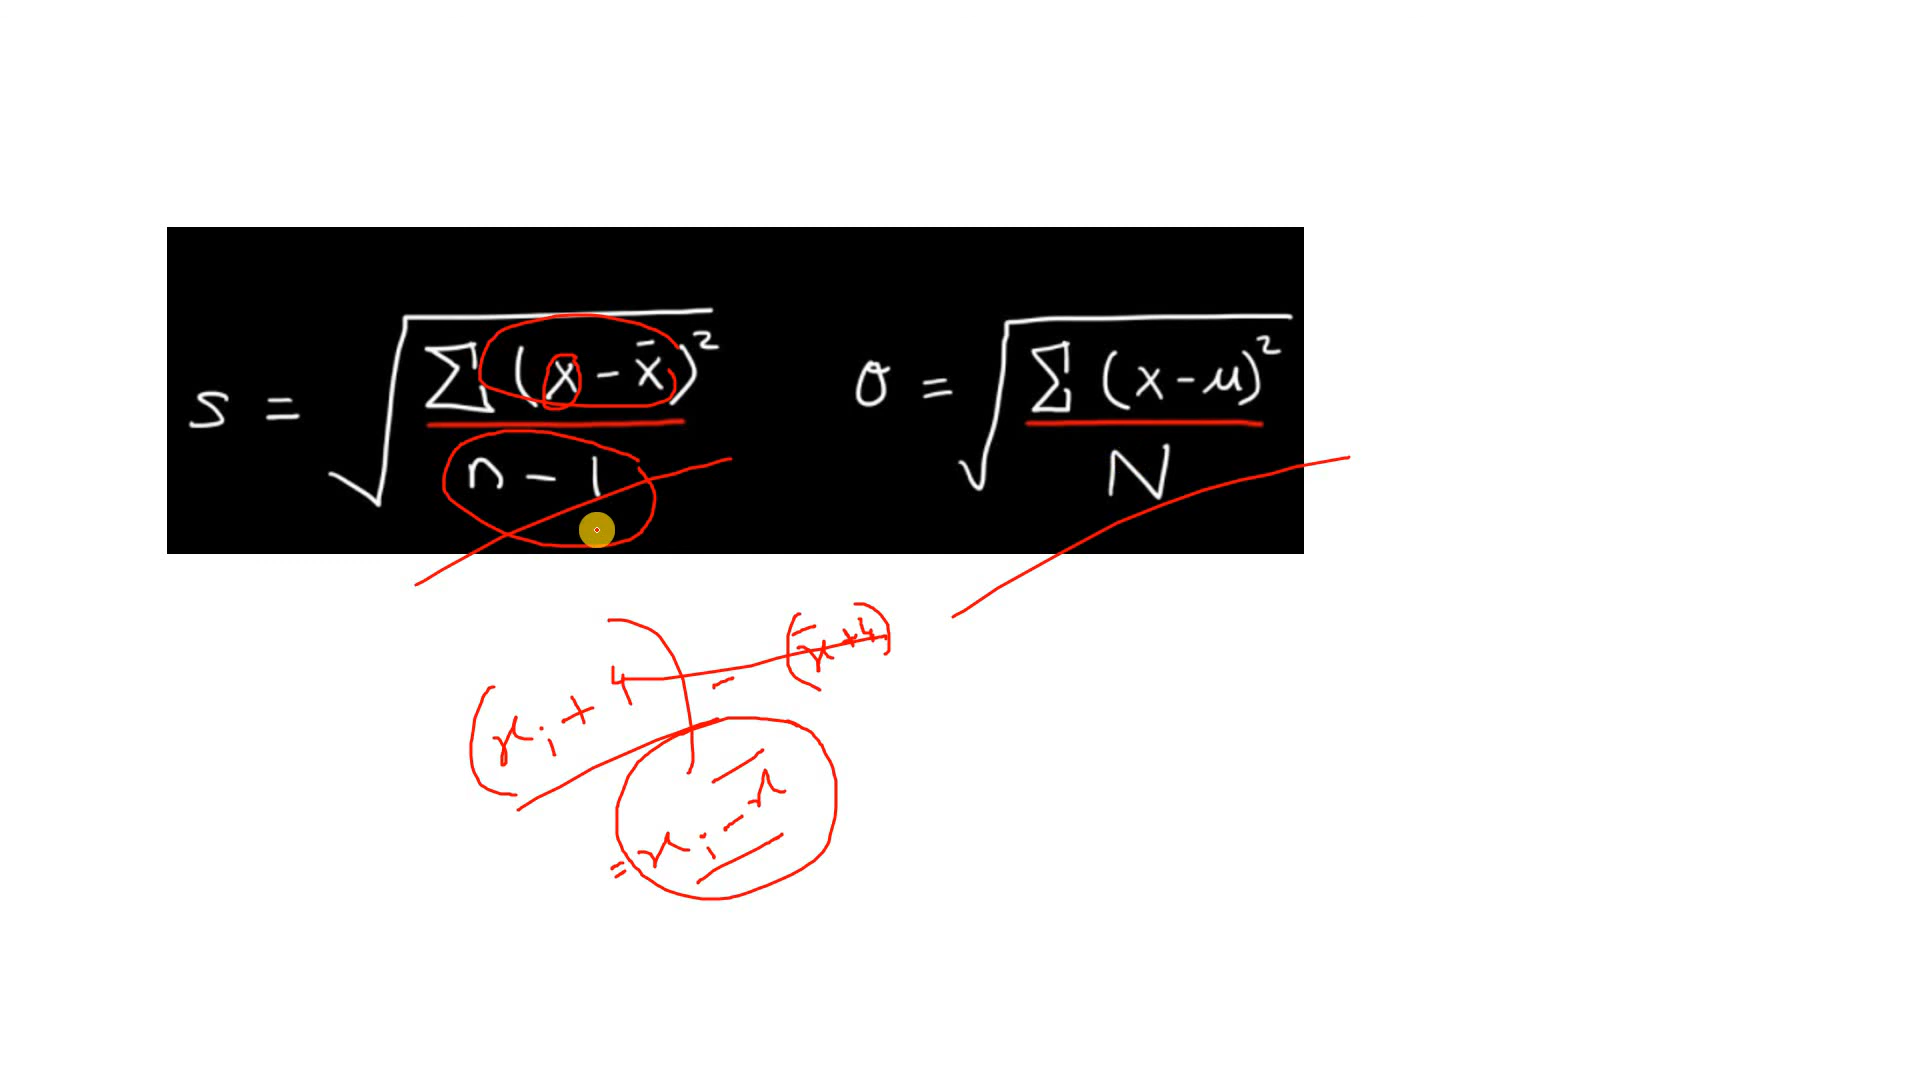 s = √ Σ (x - x̄)² / n - 1
σ = √ Σ (x - μ)² / N
(xᵢ + 4) - (x̄ + 4)
= xᵢ - x̄